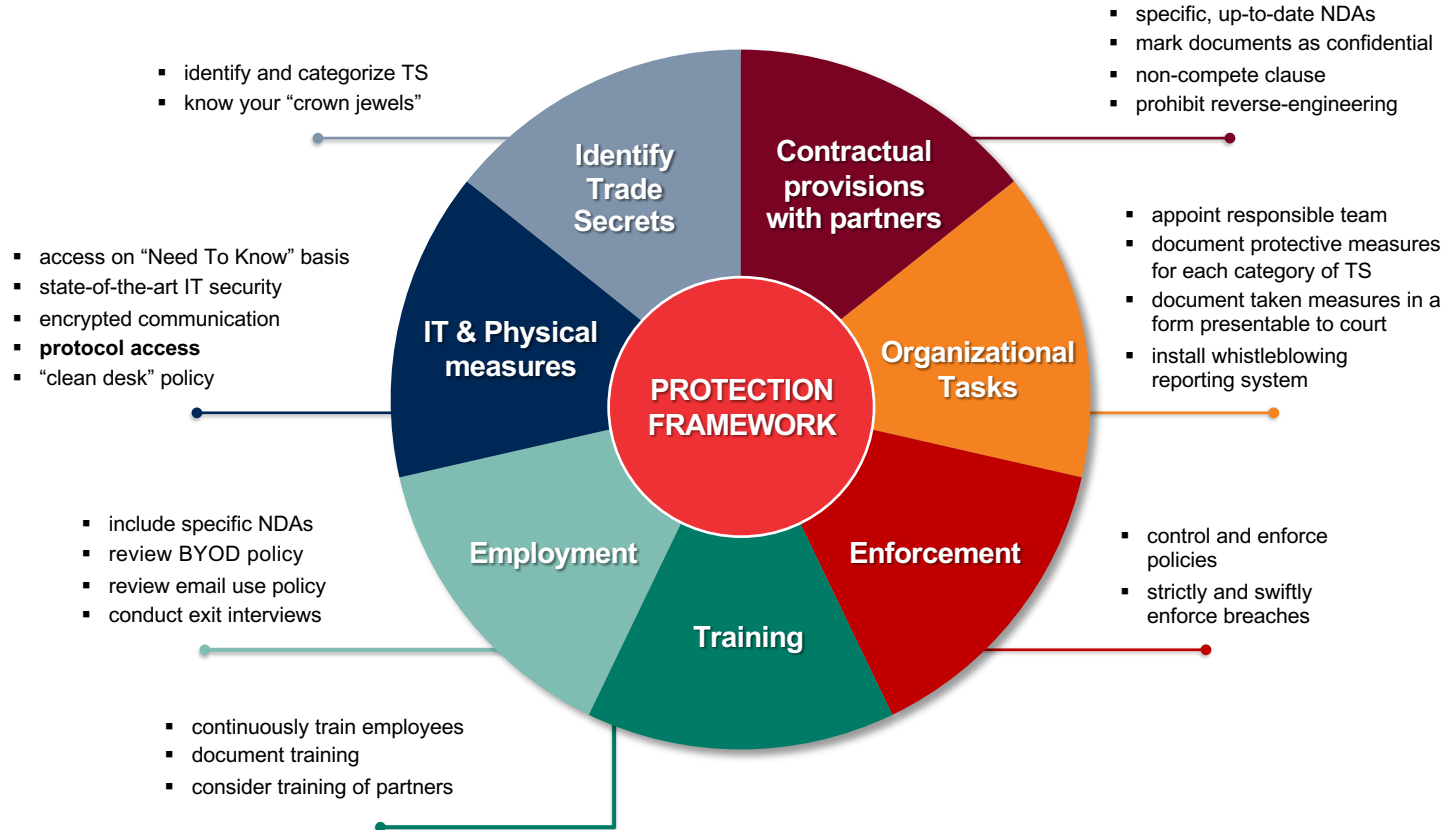 ▪ identify and categorize TS
▪ know your “crown jewels”
▪ specific, up-to-date NDAs
▪ mark documents as confidential
▪ non-compete clause
▪ prohibit reverse-engineering
Identify
Trade
Secrets
Contractual
provisions
with partners
▪ access on “Need To Know” basis
▪ state-of-the-art IT security
▪ encrypted communication
▪ protocol access
▪ “clean desk” policy
IT & Physical
measures
PROTECTION
FRAMEWORK
Organizational
Tasks
▪ appoint responsible team
▪ document protective measures
for each category of TS
▪ document taken measures in a
form presentable to court
▪ install whistleblowing
reporting system
▪ include specific NDAs
▪ review BYOD policy
▪ review email use policy
▪ conduct exit interviews
Employment
Enforcement
▪ control and enforce
policies
▪ strictly and swiftly
enforce breaches
Training
▪ continuously train employees
▪ document training
▪ consider training of partners